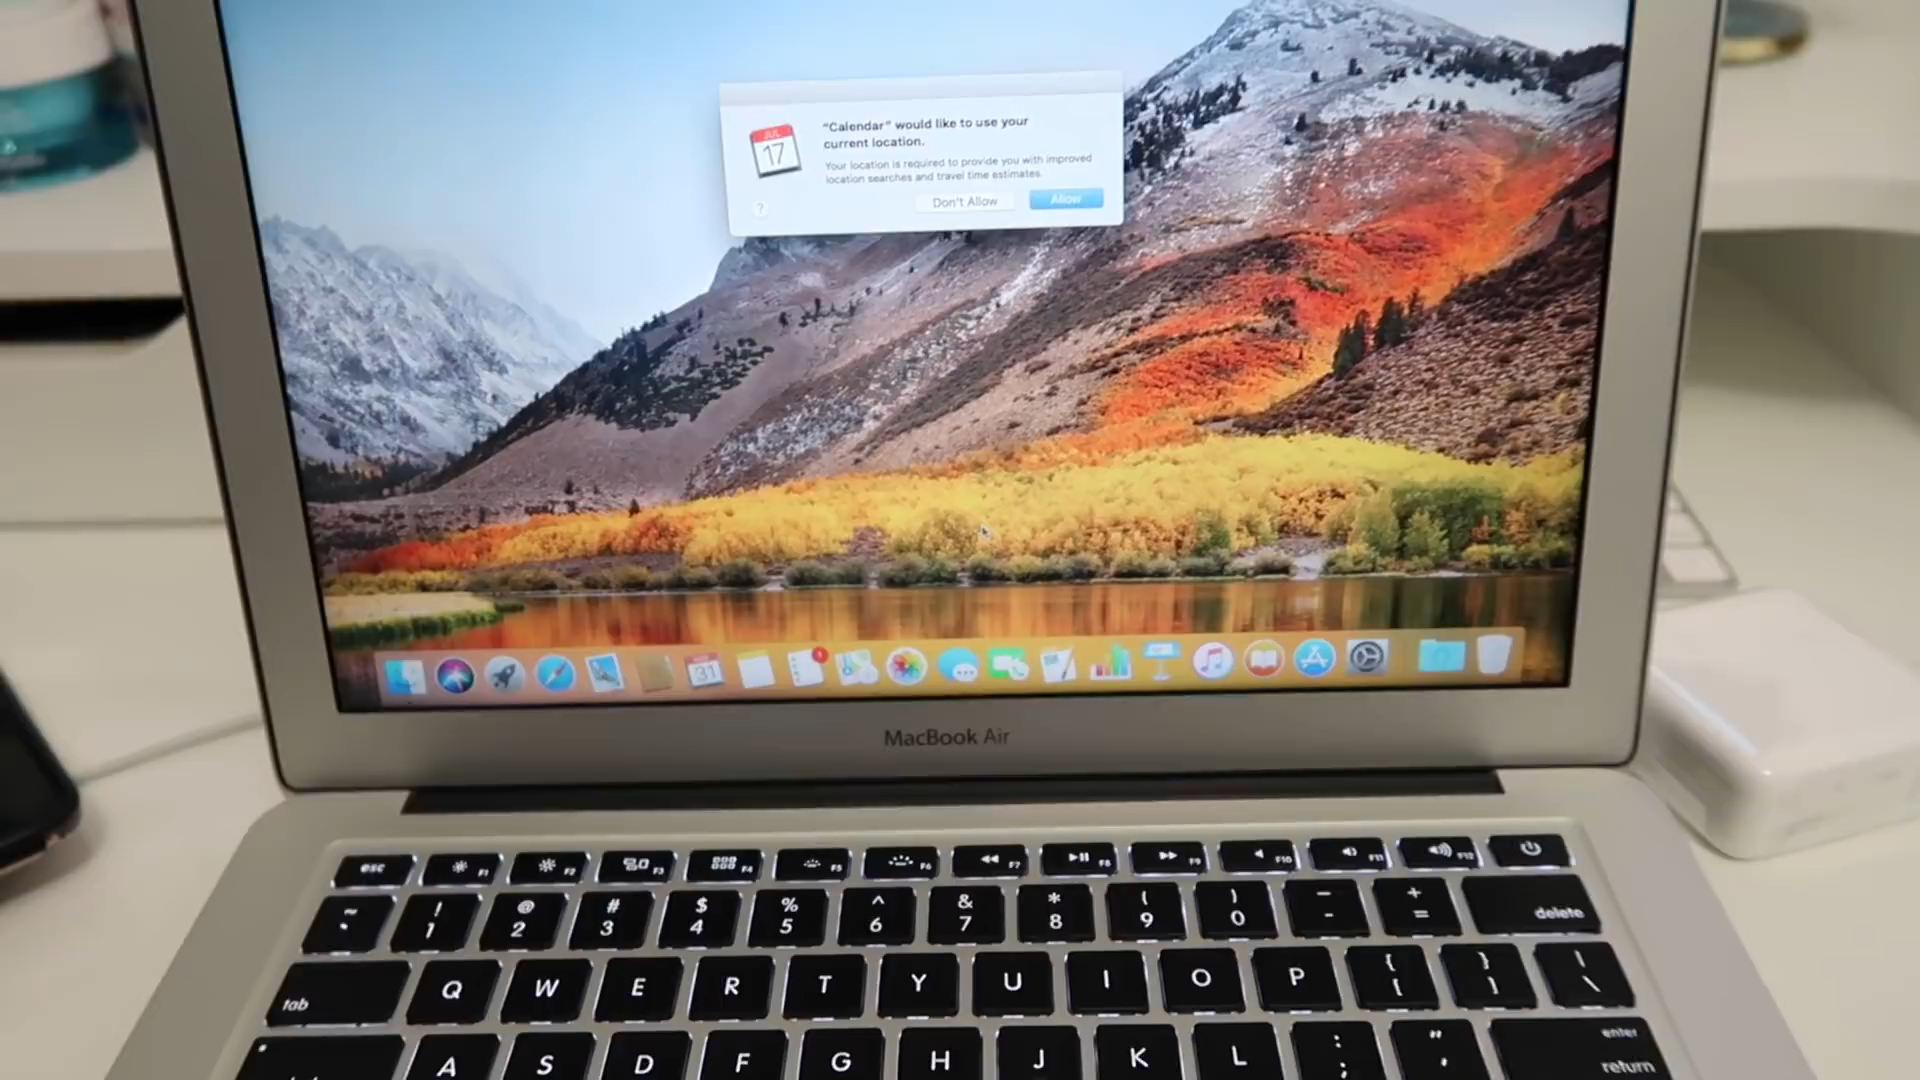 "Calendar" would like to use your
current location.
JUL
17
Your location is required to provide you with improved
location searches and travel time estimates.
?
Don't Allow
Allow
31
MacBook Air
esc F1 F2 F3 F4 F5 F6 F7 F8 F9 F10 F11 F12
~ ! @ # $ % ^ & * ( ) - +
` 1 2 3 4 5 6 7 8 9 0 - = delete
tab Q W E R T Y U I O P { [ } ] | \
A S D F G H J K L : ; " ' enter
return